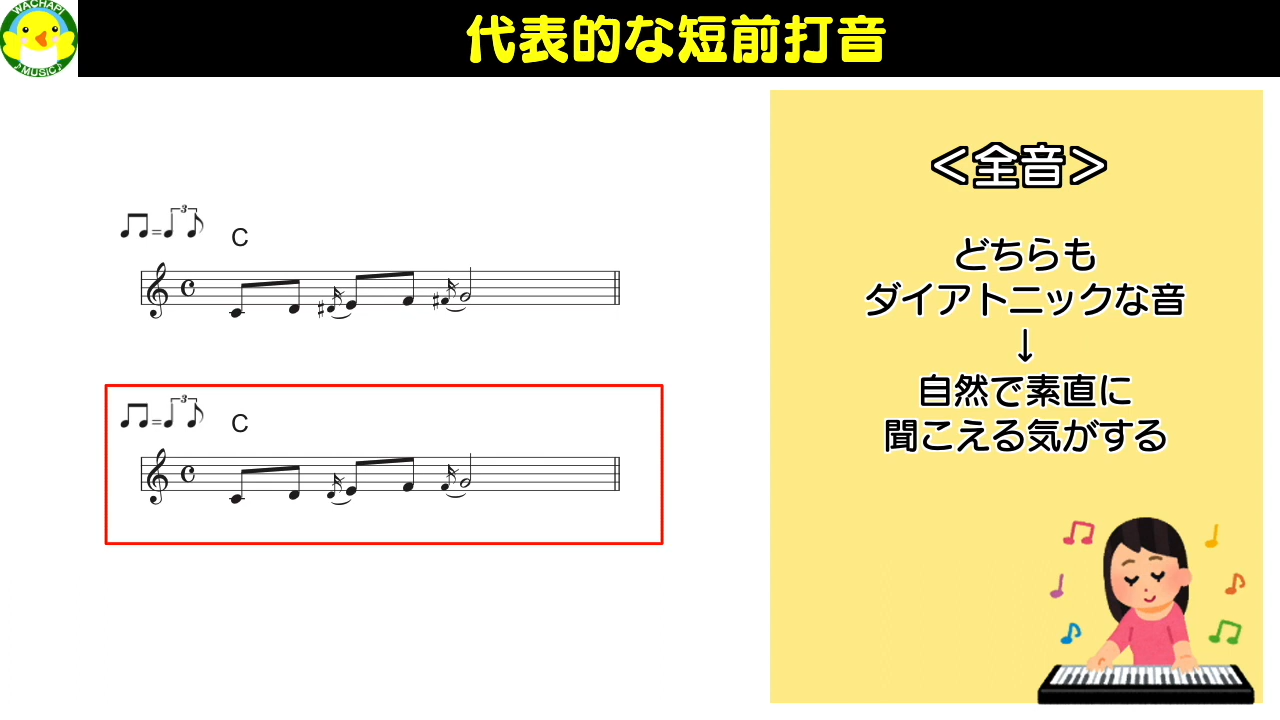 WACHAPI
♪MUSIC♪
代表的な短前打音
3
=
C
3
=
C
＜全音＞
どちらも
ダイアトニックな音
↓
自然で素直に
聞こえる気がする